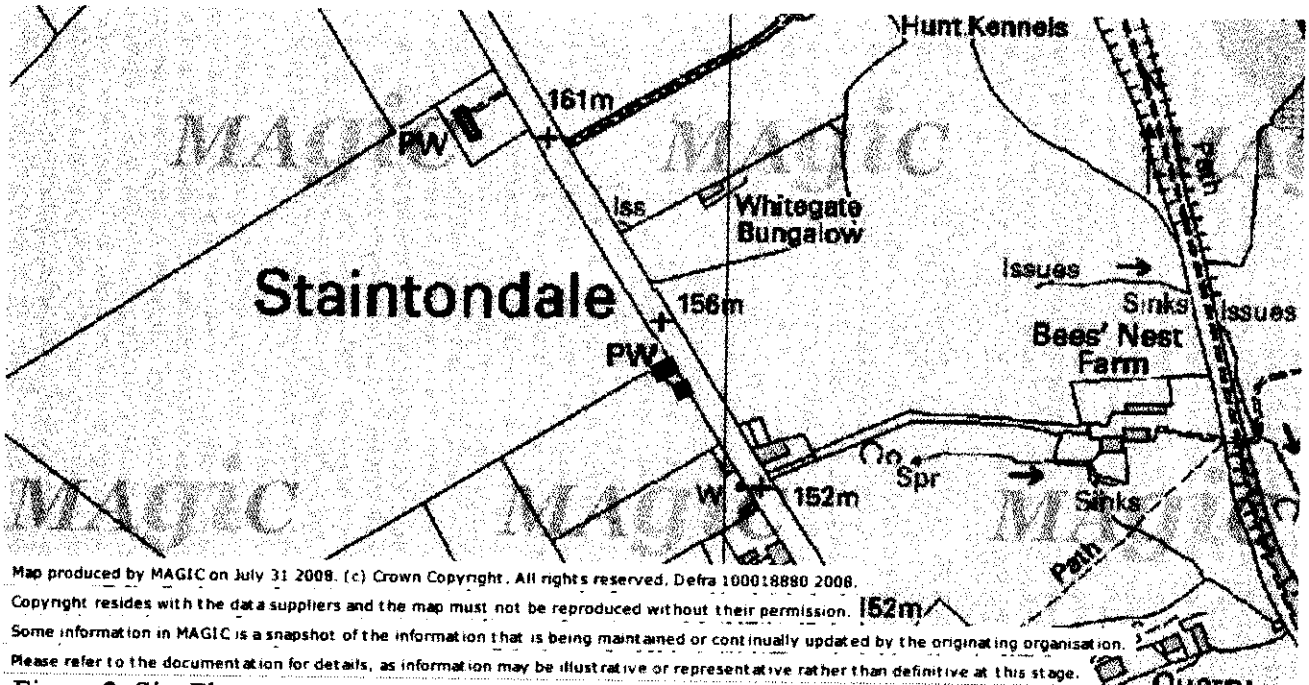 Hunt Kennels
161m
PW
MAgiC
MAgiC
MAg
Path
Iss
Whitegate
Bungalow
Issues
Staintondale
156m
Sinks
Issues
Bees' Nest
Farm
PW
Spr
W
152m
Sinks
MAgiC
MAgiC
MAgiC
Path
Map produced by MAGIC on July 31 2008. (c) Crown Copyright. All rights reserved. Defra 100018880 2008.
Copyright resides with the data suppliers and the map must not be reproduced without their permission.
152m
Some information in MAGIC is a snapshot of the information that is being maintained or continually updated by the originating organisation.
Please refer to the documentation for details, as information may be illustrative or representative rather than definitive at this stage.